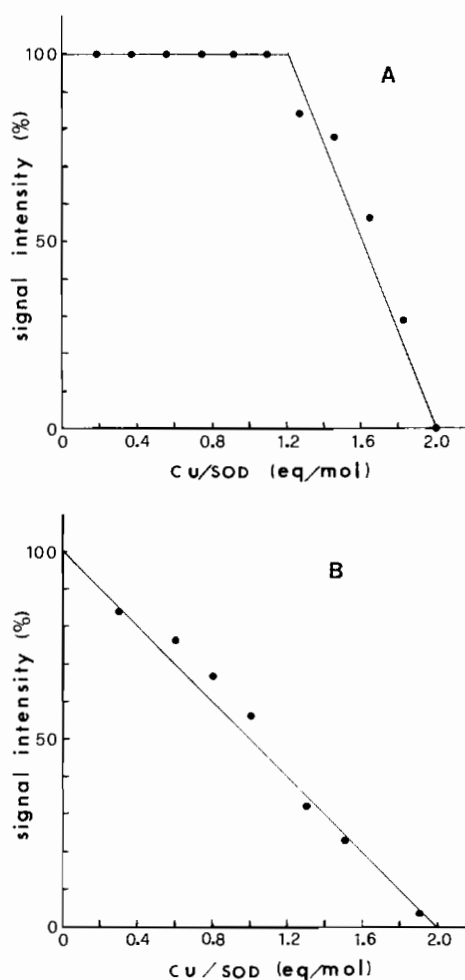 A
signal intensity (%)
100
50
0
0 0.4 0.8 1.2 1.6 2.0
Cu/SOD (eq/mol)
B
signal intensity (%)
100
50
0
0 0.4 0.8 1.2 1.6 2.0
Cu/SOD (eq/mol)